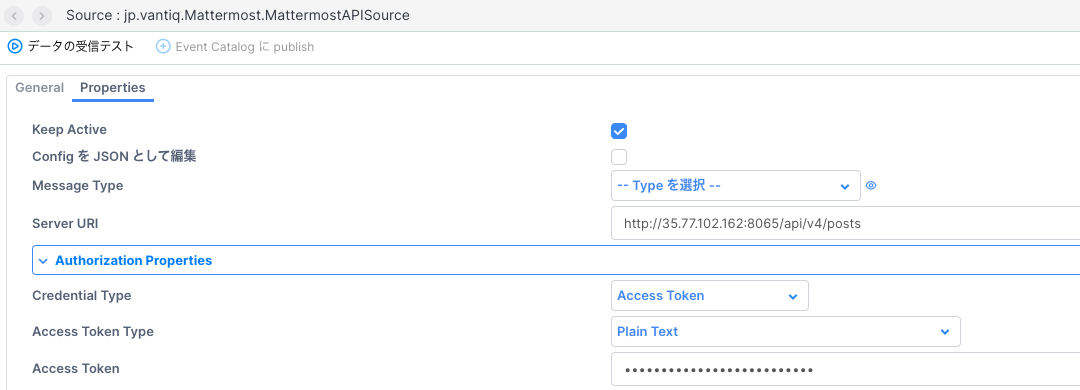 Source : jp.vantiq.Mattermost.MattermostAPISource
データの受信テスト Event Catalog に publish
General Properties
Keep Active
Config を JSON として編集
Message Type -- Type を選択 --
Server URI http://35.77.102.162:8065/api/v4/posts
Authorization Properties
Credential Type Access Token
Access Token Type Plain Text
Access Token ••••••••••••••••••••••••••